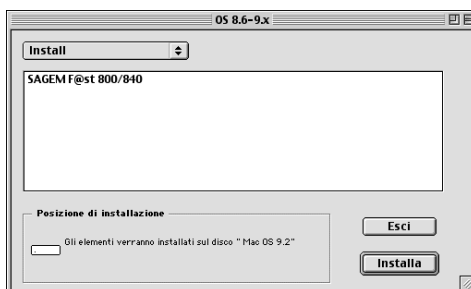 OS 8.6-9.x
Install
SAGEM F@st 800/840
Posizione di installazione
Gli elementi verranno installati sul disco " Mac OS 9.2"
Esci
Installa